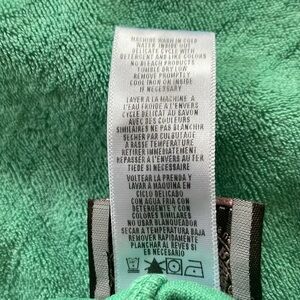 MACHINE WASH IN COLD
WATER INSIDE OUT
DELICATE CYCLE WITH
DETERGENT AND LIKE COLORS
NO BLEACH PRODUCTS
TUMBLE DRY LOW
REMOVE PROMPTLY
COOL IRON ON INSIDE
IF NECESSARY
LAVER A LA MACHINE A
L'EAU FROIDE A L'ENVERS
CYCLE DELICAT AU SAVON
AVEC DES COULEURS
SIMILAIRES NE PAS BLANCHIR
SECHER PAR CULBUTAGE
A BASSE TEMPERATURE
RETIRER IMMEDIATEMENT
REPASSER A L'ENVERS AU FER
TIEDE SI NECESSAIRE
VOLTEAR LA PRENDA Y
LAVAR A MAQUINA EN
CICLO DELICADO
CON AGUA FRIA CON
DETERGENTE Y CON
COLORES SIMILARES
NO USAR BLANQUEADOR
SECAR A TEMPERATURA BAJA
REMOVER RAPIDAMENTE
PLANCHAR AL REVES SI
ES NECESARIO